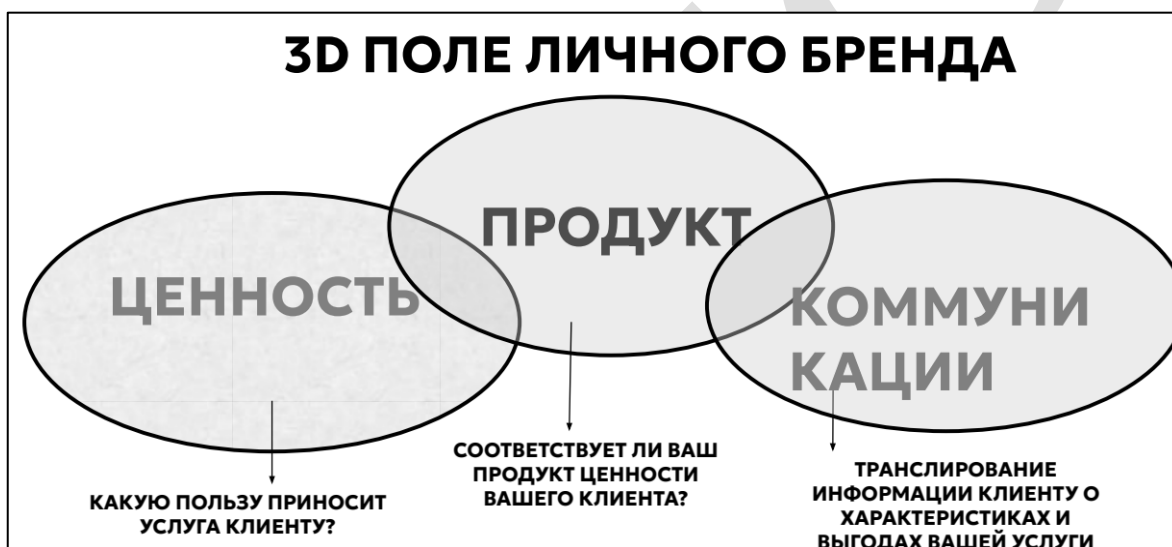 3D ПОЛЕ ЛИЧНОГО БРЕНДА
ЦЕННОСТЬ
ПРОДУКТ
КОММУНИ
КАЦИИ
КАКУЮ ПОЛЬЗУ ПРИНОСИТ
УСЛУГА КЛИЕНТУ?
СООТВЕТСТВУЕТ ЛИ ВАШ
ПРОДУКТ ЦЕННОСТИ
ВАШЕГО КЛИЕНТА?
ТРАНСЛИРОВАНИЕ
ИНФОРМАЦИИ КЛИЕНТУ О
ХАРАКТЕРИСТИКАХ И
ВЫГОДАХ ВАШЕЙ УСЛУГИ